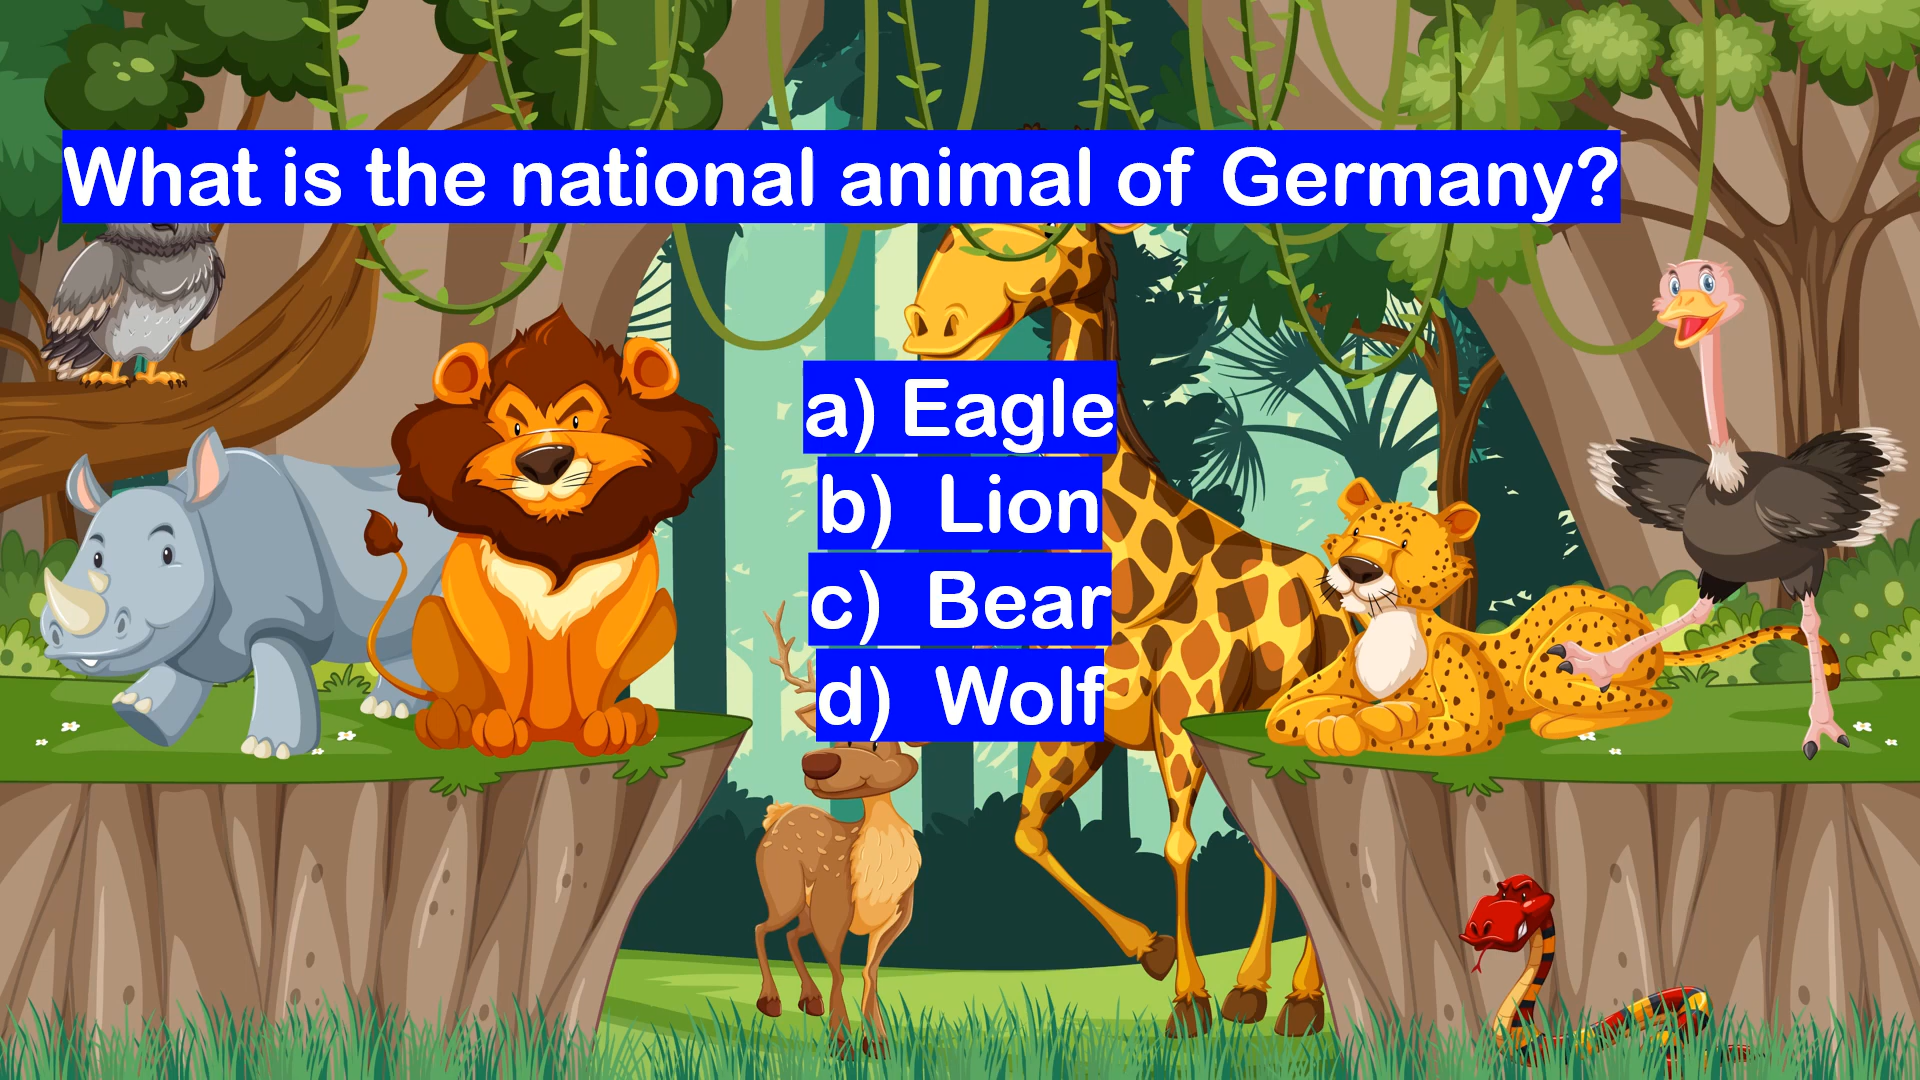 What is the national animal of Germany?
a) Eagle
b) Lion
c) Bear
d) Wolf